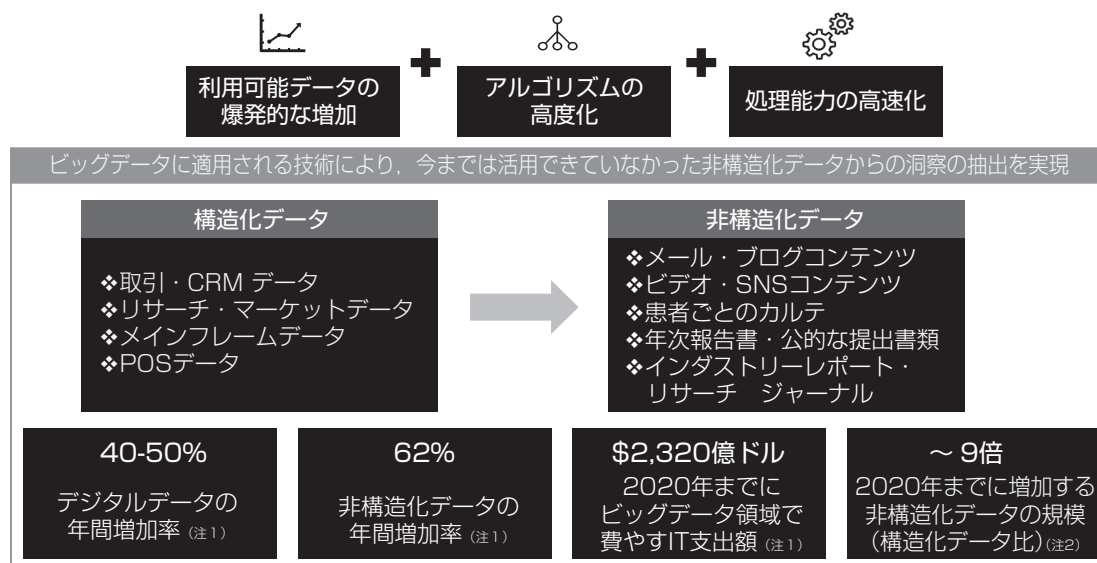 利用可能データの
爆発的な増加
アルゴリズムの
高度化
処理能力の高速化
ビッグデータに適用される技術により，今までは活用できていなかった非構造化データからの洞察の抽出を実現
構造化データ
❖取引・CRM データ
❖リサーチ・マーケットデータ
❖メインフレームデータ
❖POSデータ
非構造化データ
❖メール・ブログコンテンツ
❖ビデオ・SNSコンテンツ
❖患者ごとのカルテ
❖年次報告書・公的な提出書類
❖インダストリーレポート・
リサーチ　ジャーナル
40-50%
デジタルデータの
年間増加率（注1）
62%
非構造化データの
年間増加率（注1）
$2,320億ドル
2020年までに
ビッグデータ領域で
費やすIT支出額（注1）
～9倍
2020年までに増加する
非構造化データの規模
（構造化データ比）（注2）